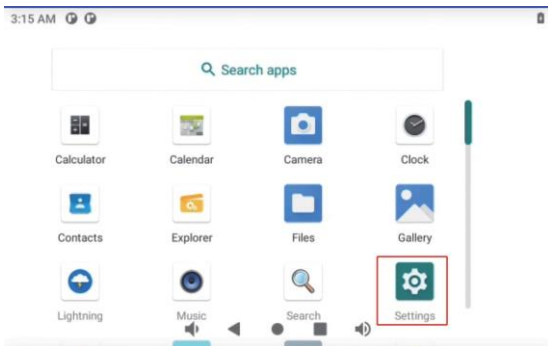 3:15 AM
Search apps
Calculator Calendar Camera Clock
Contacts Explorer Files Gallery
Lightning Music Search Settings